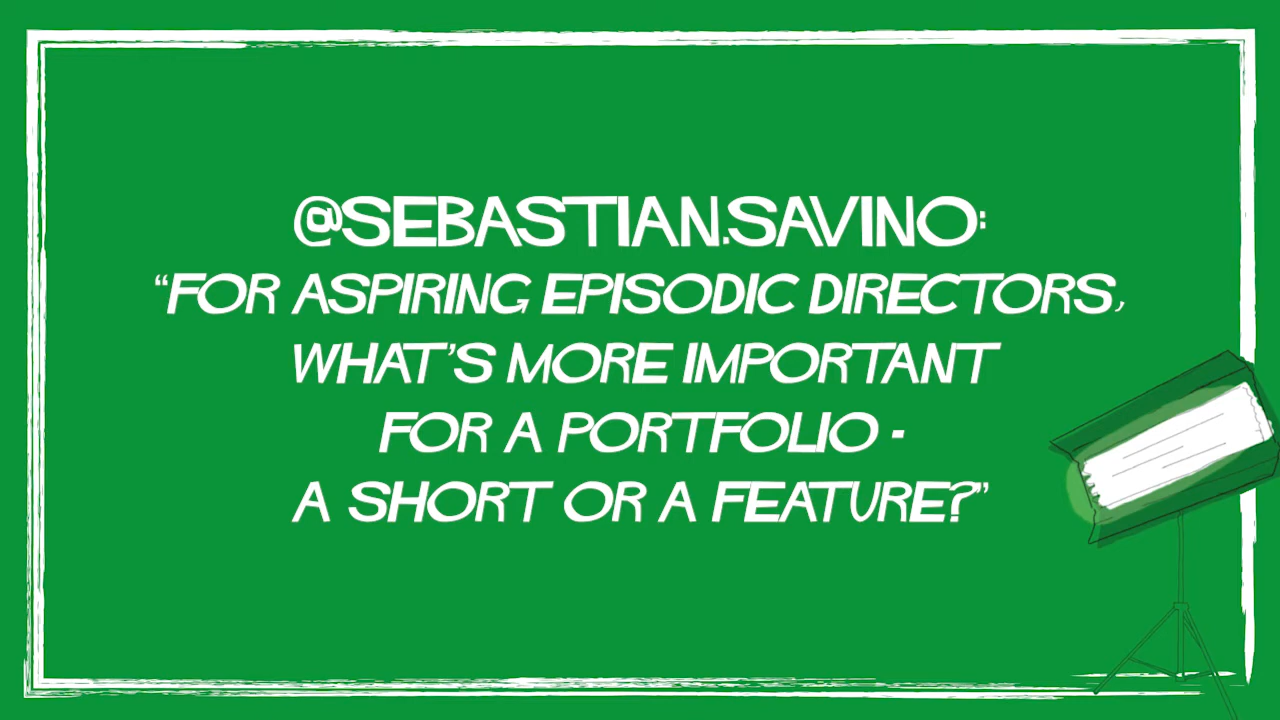 @SEBASTIAN.SAVINO:
“FOR ASPIRING EPISODIC DIRECTORS,
WHAT’S MORE IMPORTANT
FOR A PORTFOLIO -
A SHORT OR A FEATURE?”